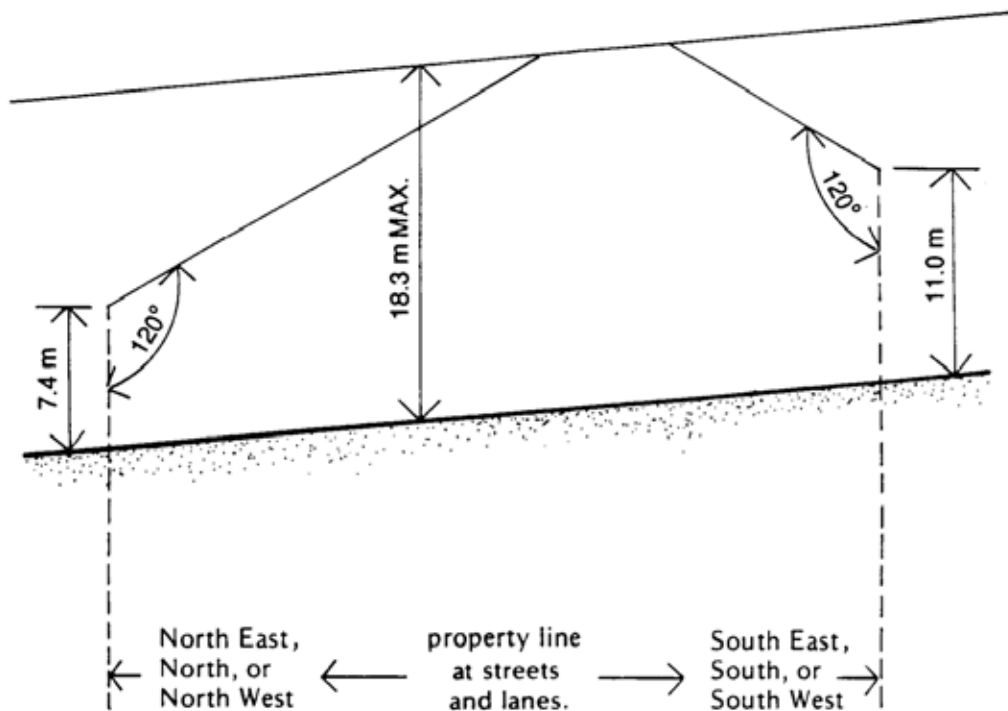 18.3 m MAX.
120°
11.0 m
120°
7.4 m
North East,
North, or
North West
property line
at streets
and lanes.
South East,
South, or
South West